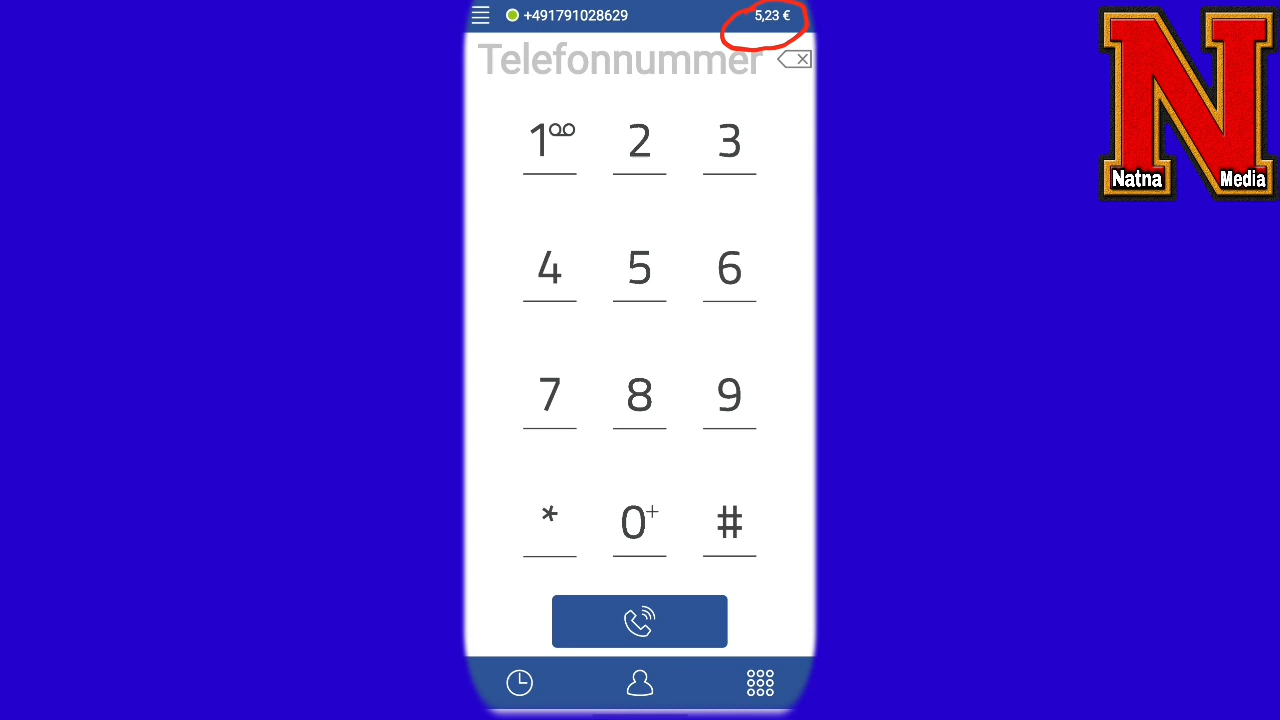 +491791028629 5,23 €
Telefonnummer
1 2 3
4 5 6
7 8 9
* 0+ #
N
Natna Media